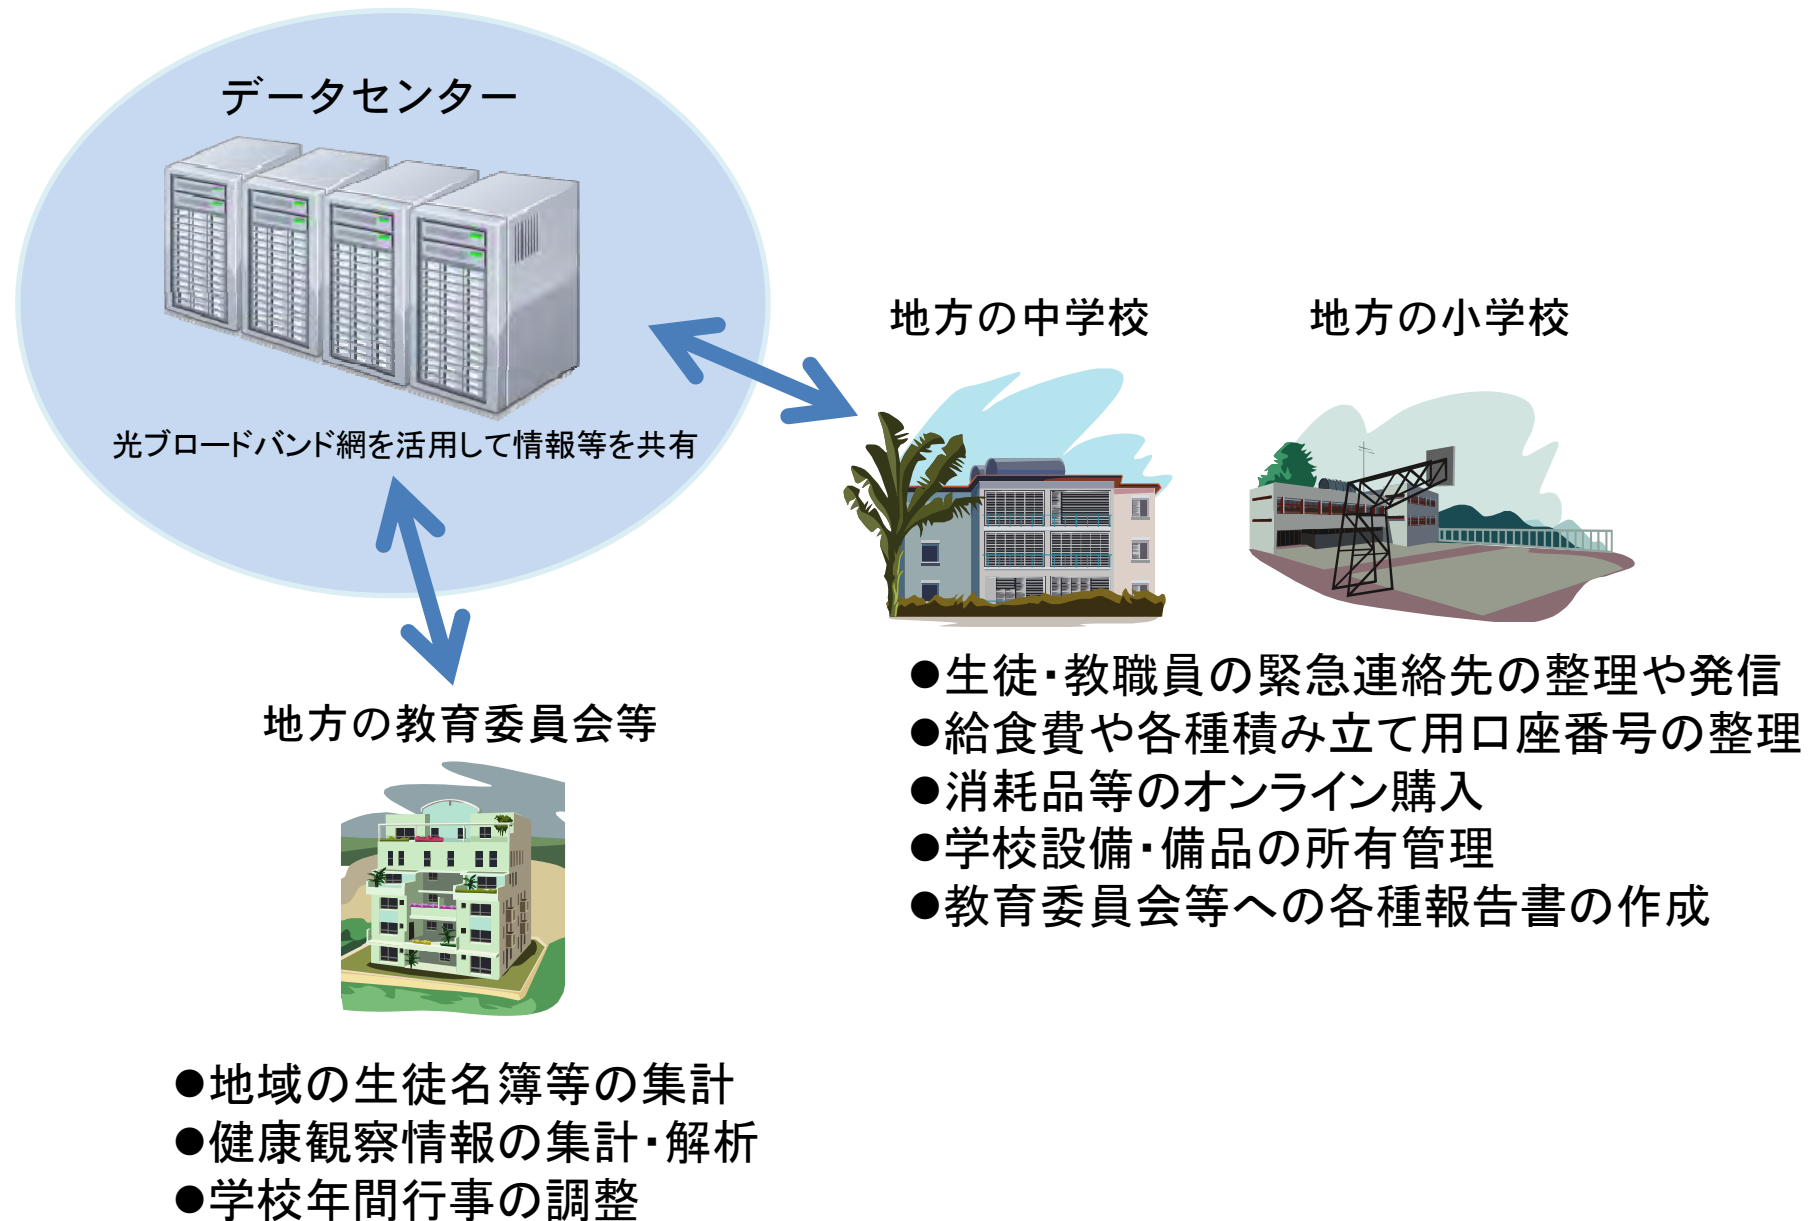 データセンター
光ブロードバンド網を活用して情報等を共有
地方の中学校
地方の小学校
●生徒・教職員の緊急連絡先の整理や発信
●給食費や各種積み立て用口座番号の整理
●消耗品等のオンライン購入
●学校設備・備品の所有管理
●教育委員会等への各種報告書の作成
地方の教育委員会等
●地域の生徒名簿等の集計
●健康観察情報の集計・解析
●学校年間行事の調整